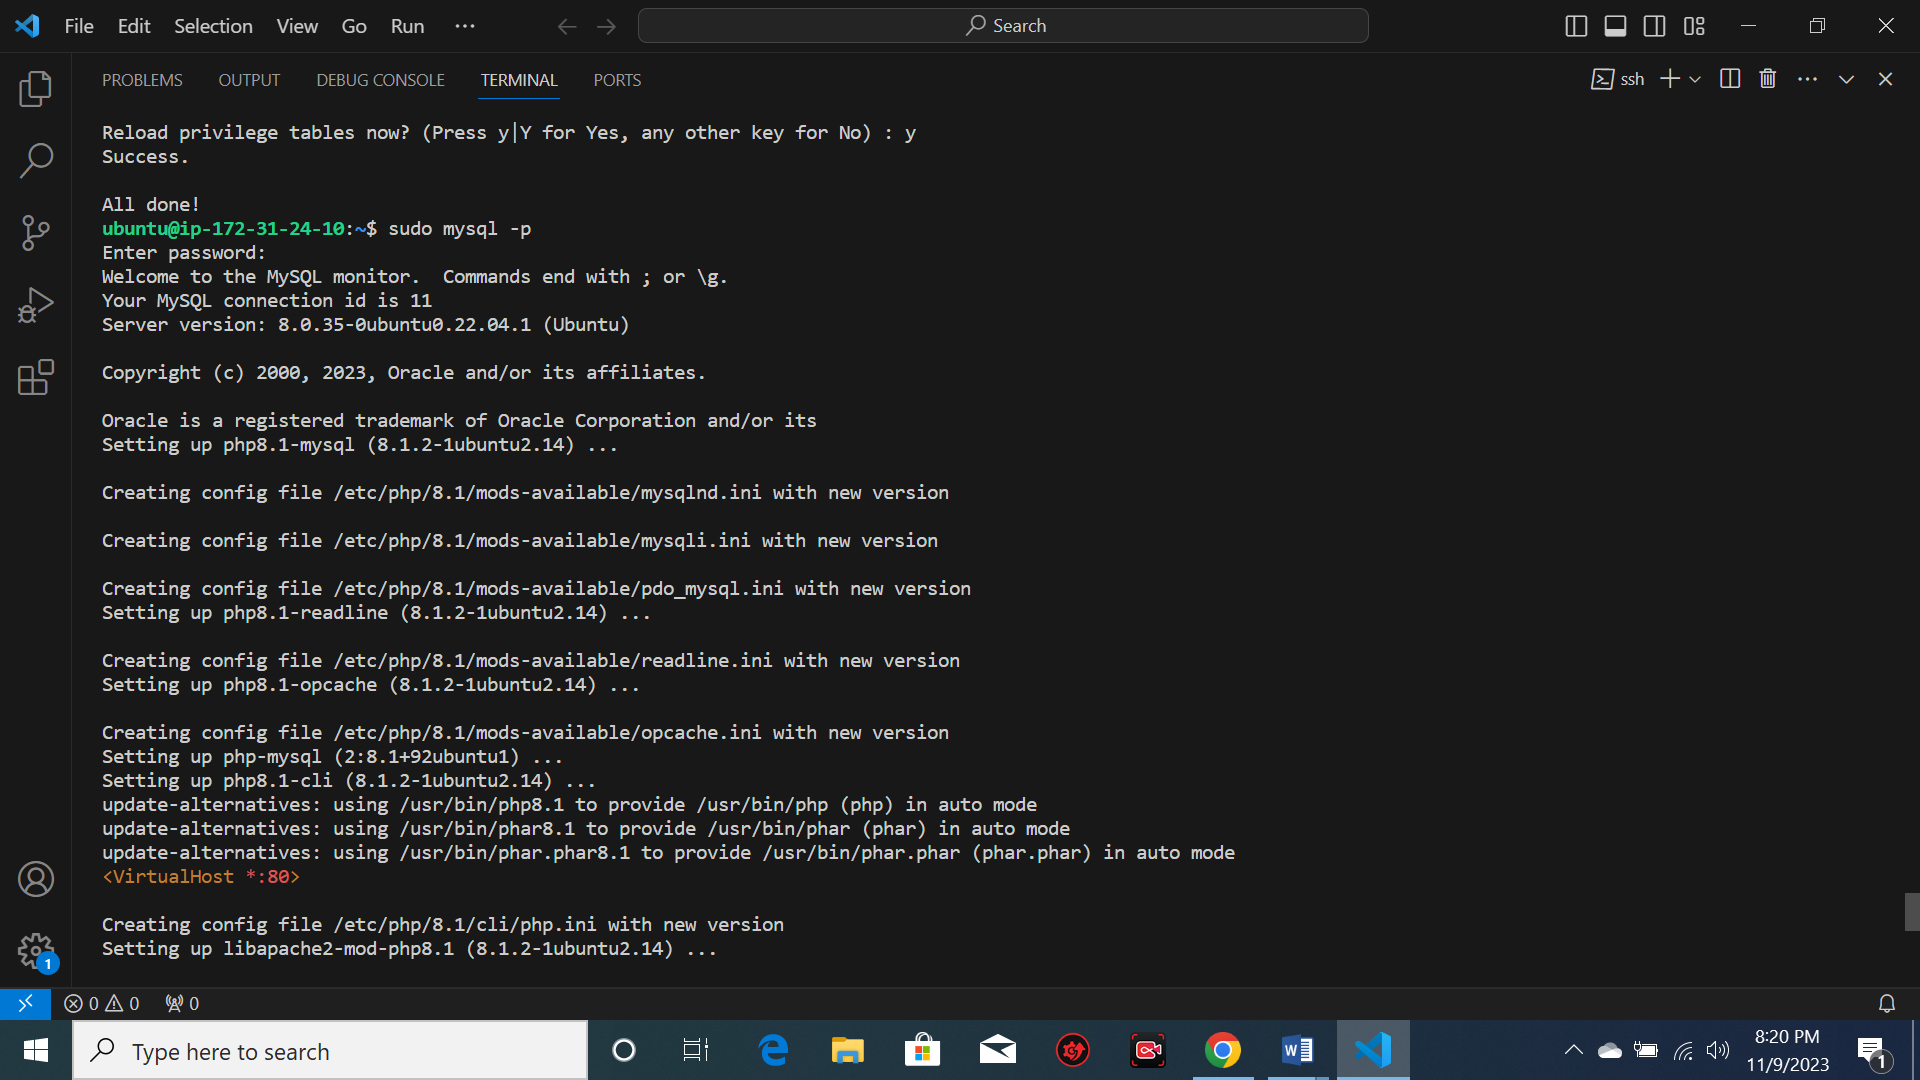 File Edit Selection View Go Run ··· Search
PROBLEMS OUTPUT DEBUG CONSOLE TERMINAL PORTS ssh
Reload privilege tables now? (Press y|Y for Yes, any other key for No) : y
Success.
All done!
ubuntu@ip-172-31-24-10:~$ sudo mysql -p
Enter password:
Welcome to the MySQL monitor.  Commands end with ; or \g.
Your MySQL connection id is 11
Server version: 8.0.35-0ubuntu0.22.04.1 (Ubuntu)
Copyright (c) 2000, 2023, Oracle and/or its affiliates.
Oracle is a registered trademark of Oracle Corporation and/or its
Setting up php8.1-mysql (8.1.2-1ubuntu2.14) ...
Creating config file /etc/php/8.1/mods-available/mysqlnd.ini with new version
Creating config file /etc/php/8.1/mods-available/mysqli.ini with new version
Creating config file /etc/php/8.1/mods-available/pdo_mysql.ini with new version
Setting up php8.1-readline (8.1.2-1ubuntu2.14) ...
Creating config file /etc/php/8.1/mods-available/readline.ini with new version
Setting up php8.1-opcache (8.1.2-1ubuntu2.14) ...
Creating config file /etc/php/8.1/mods-available/opcache.ini with new version
Setting up php-mysql (2:8.1+92ubuntu1) ...
Setting up php8.1-cli (8.1.2-1ubuntu2.14) ...
update-alternatives: using /usr/bin/php8.1 to provide /usr/bin/php (php) in auto mode
update-alternatives: using /usr/bin/phar8.1 to provide /usr/bin/phar (phar) in auto mode
update-alternatives: using /usr/bin/phar.phar8.1 to provide /usr/bin/phar.phar (phar.phar) in auto mode
<VirtualHost *:80>
Creating config file /etc/php/8.1/cli/php.ini with new version
Setting up libapache2-mod-php8.1 (8.1.2-1ubuntu2.14) ...
1
0 0 0
Type here to search
8:20 PM
11/9/2023
1